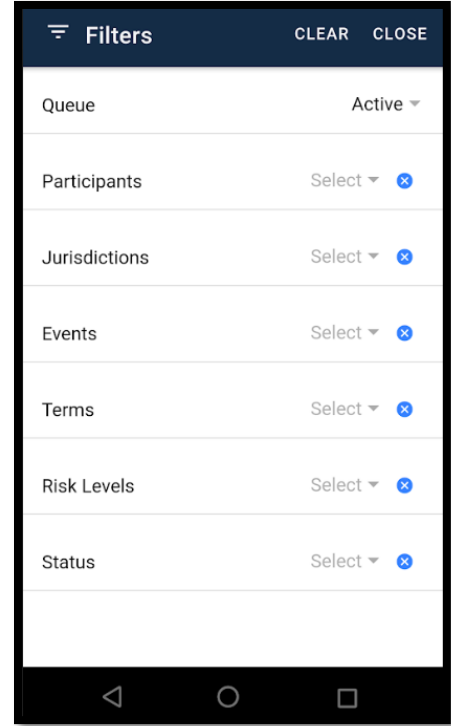 Filters CLEAR CLOSE
Queue Active
Participants Select
Jurisdictions Select
Events Select
Terms Select
Risk Levels Select
Status Select